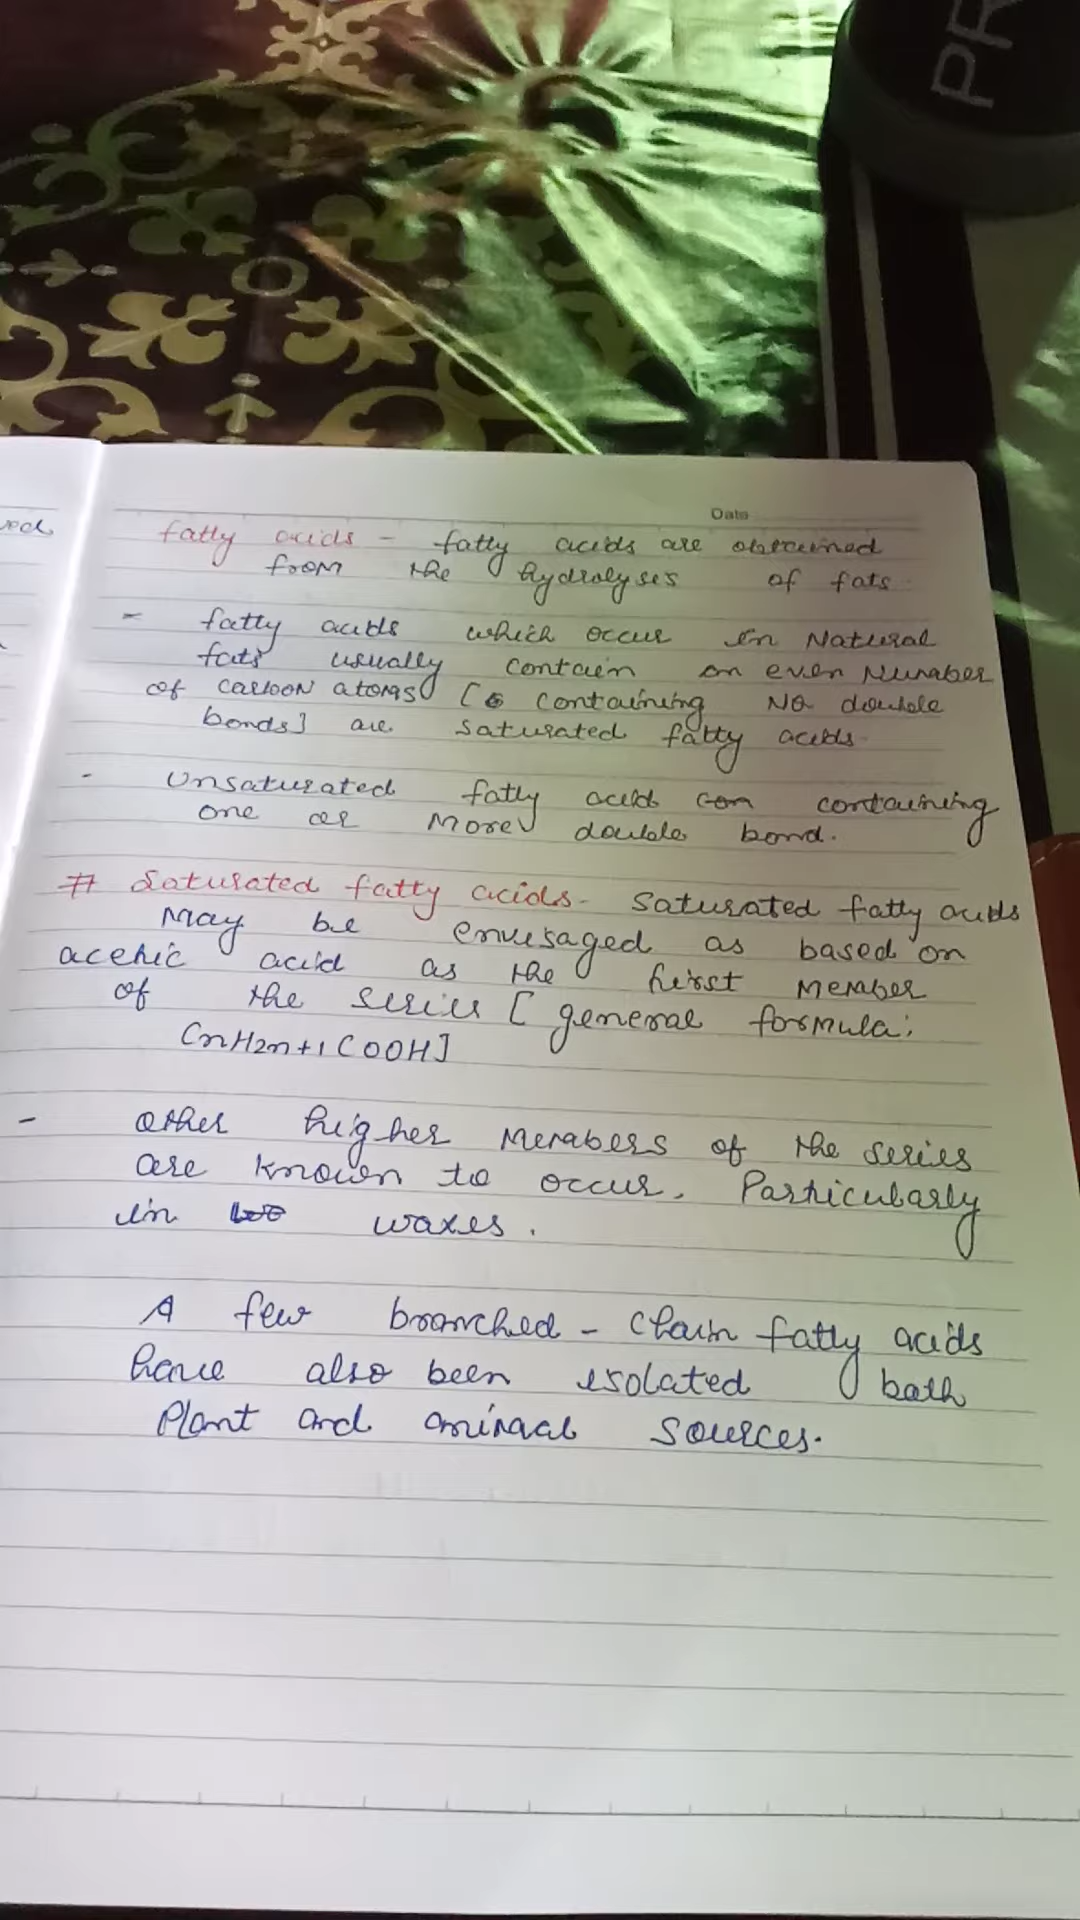 PR
ved
Date
fatty acids - fatty acids are obtained
from the hydrolyses of fats
- fatty acids which occur in Natural
fats usually contain an even Number
of carbon atoms [ containing No double
bonds] are saturated fatty acids.
- Unsaturated fatty acid con containing
one or more double bond.
# Saturated fatty acids - Saturated fatty acids
May be envisaged as based on
acetic acid as the first Member
of the series [ general formula:
CnH2n+1 COOH]
- other higher Members of the series
are known to occur. Particularly
in waxes.
A few branched - chain fatty acids
have also been isolated both
Plant and animal sources.